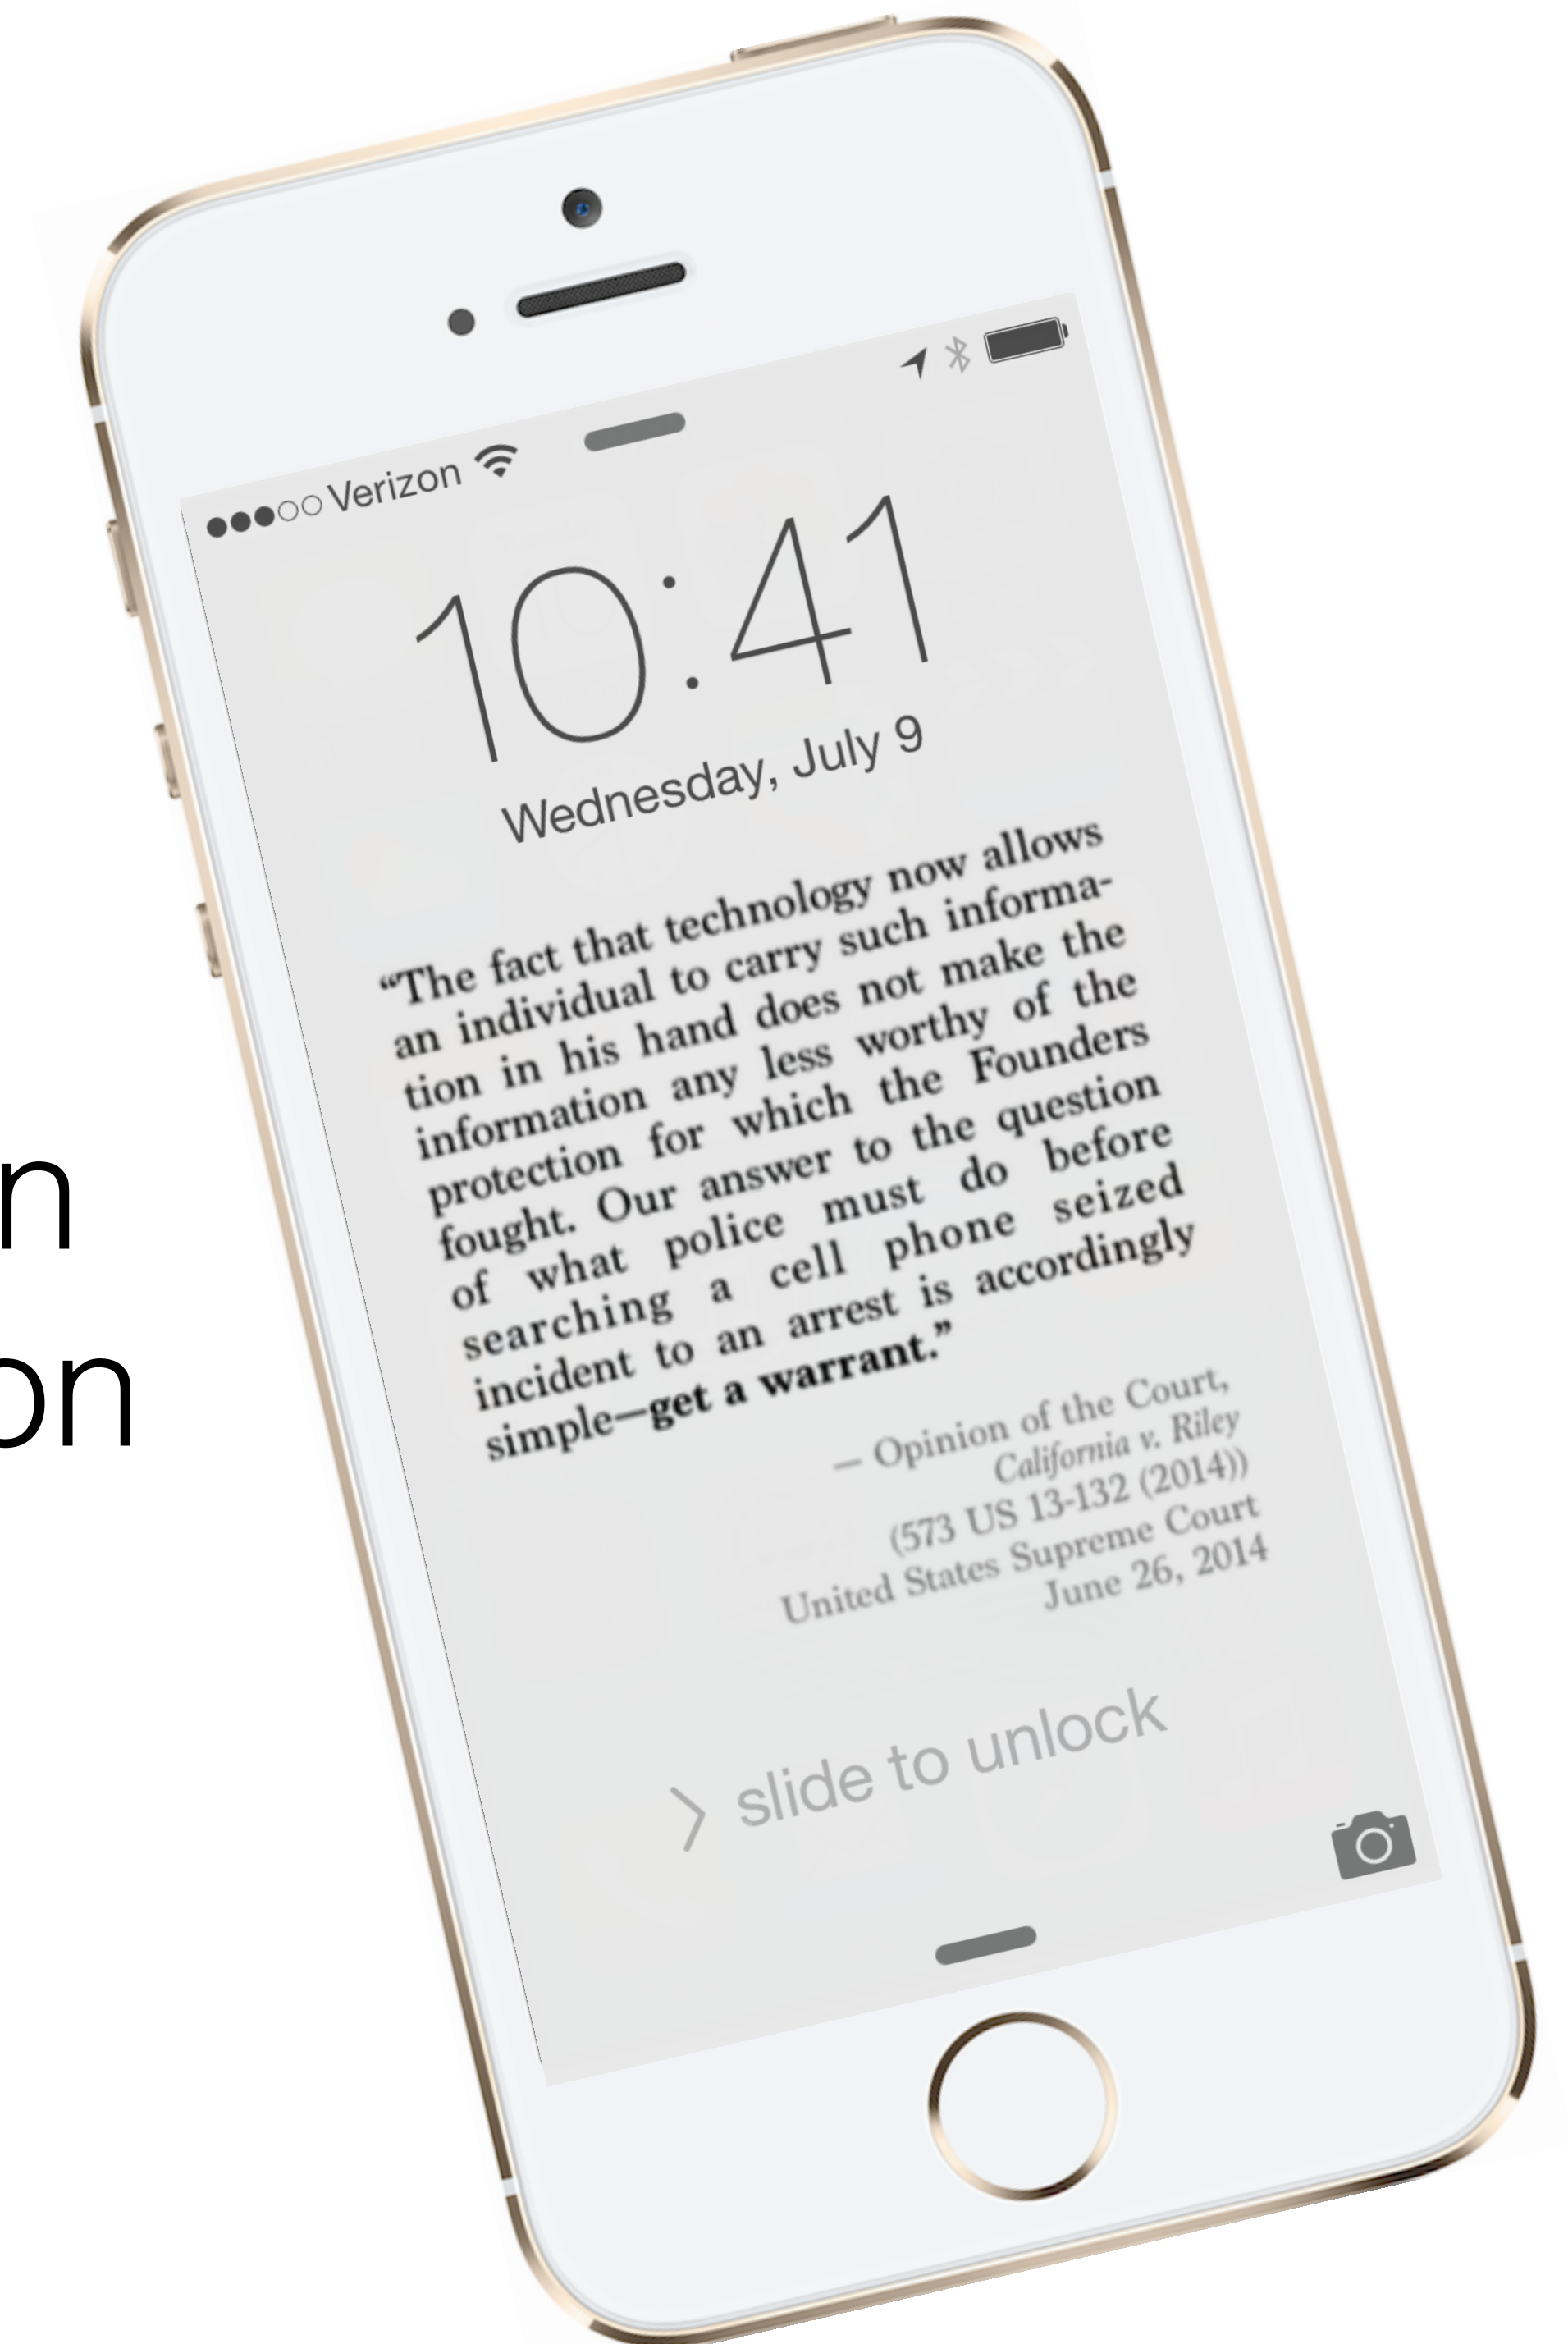 Verizon
10:41
Wednesday, July 9
“The fact that technology now allows
an individual to carry such informa-
tion in his hand does not make the
information any less worthy of the
protection for which the Founders
fought. Our answer to the question
of what police must do before
searching a cell phone seized
incident to an arrest is accordingly
simple—get a warrant.”
— Opinion of the Court,
California v. Riley
(573 US 13-132 (2014))
United States Supreme Court
June 26, 2014
slide to unlock
n
on